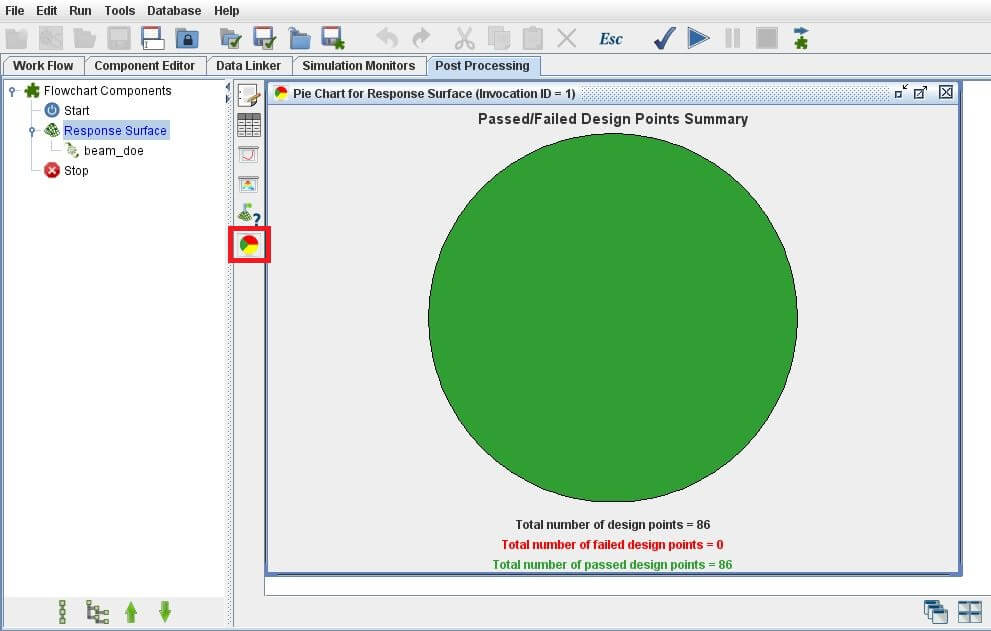 File Edit Run Tools Database Help
Esc
Work Flow Component Editor Data Linker Simulation Monitors Post Processing
Flowchart Components
Start
Response Surface
beam_doe
Stop
?
Pie Chart for Response Surface (Invocation ID = 1)
Passed/Failed Design Points Summary
Total number of design points = 86
Total number of failed design points = 0
Total number of passed design points = 86